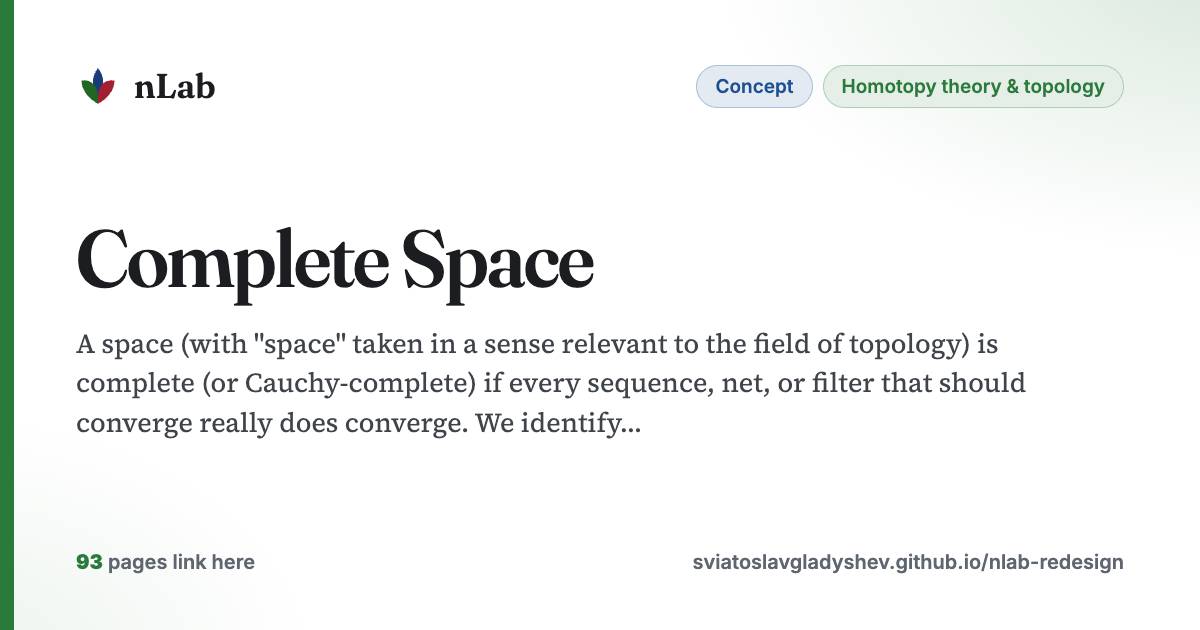 nLab
Concept
Homotopy theory & topology
Complete Space
A space (with "space" taken in a sense relevant to the field of topology) is
complete (or Cauchy-complete) if every sequence, net, or filter that should
converge really does converge. We identify...
93 pages link here
sviatoslavgladyshev.github.io/nlab-redesign